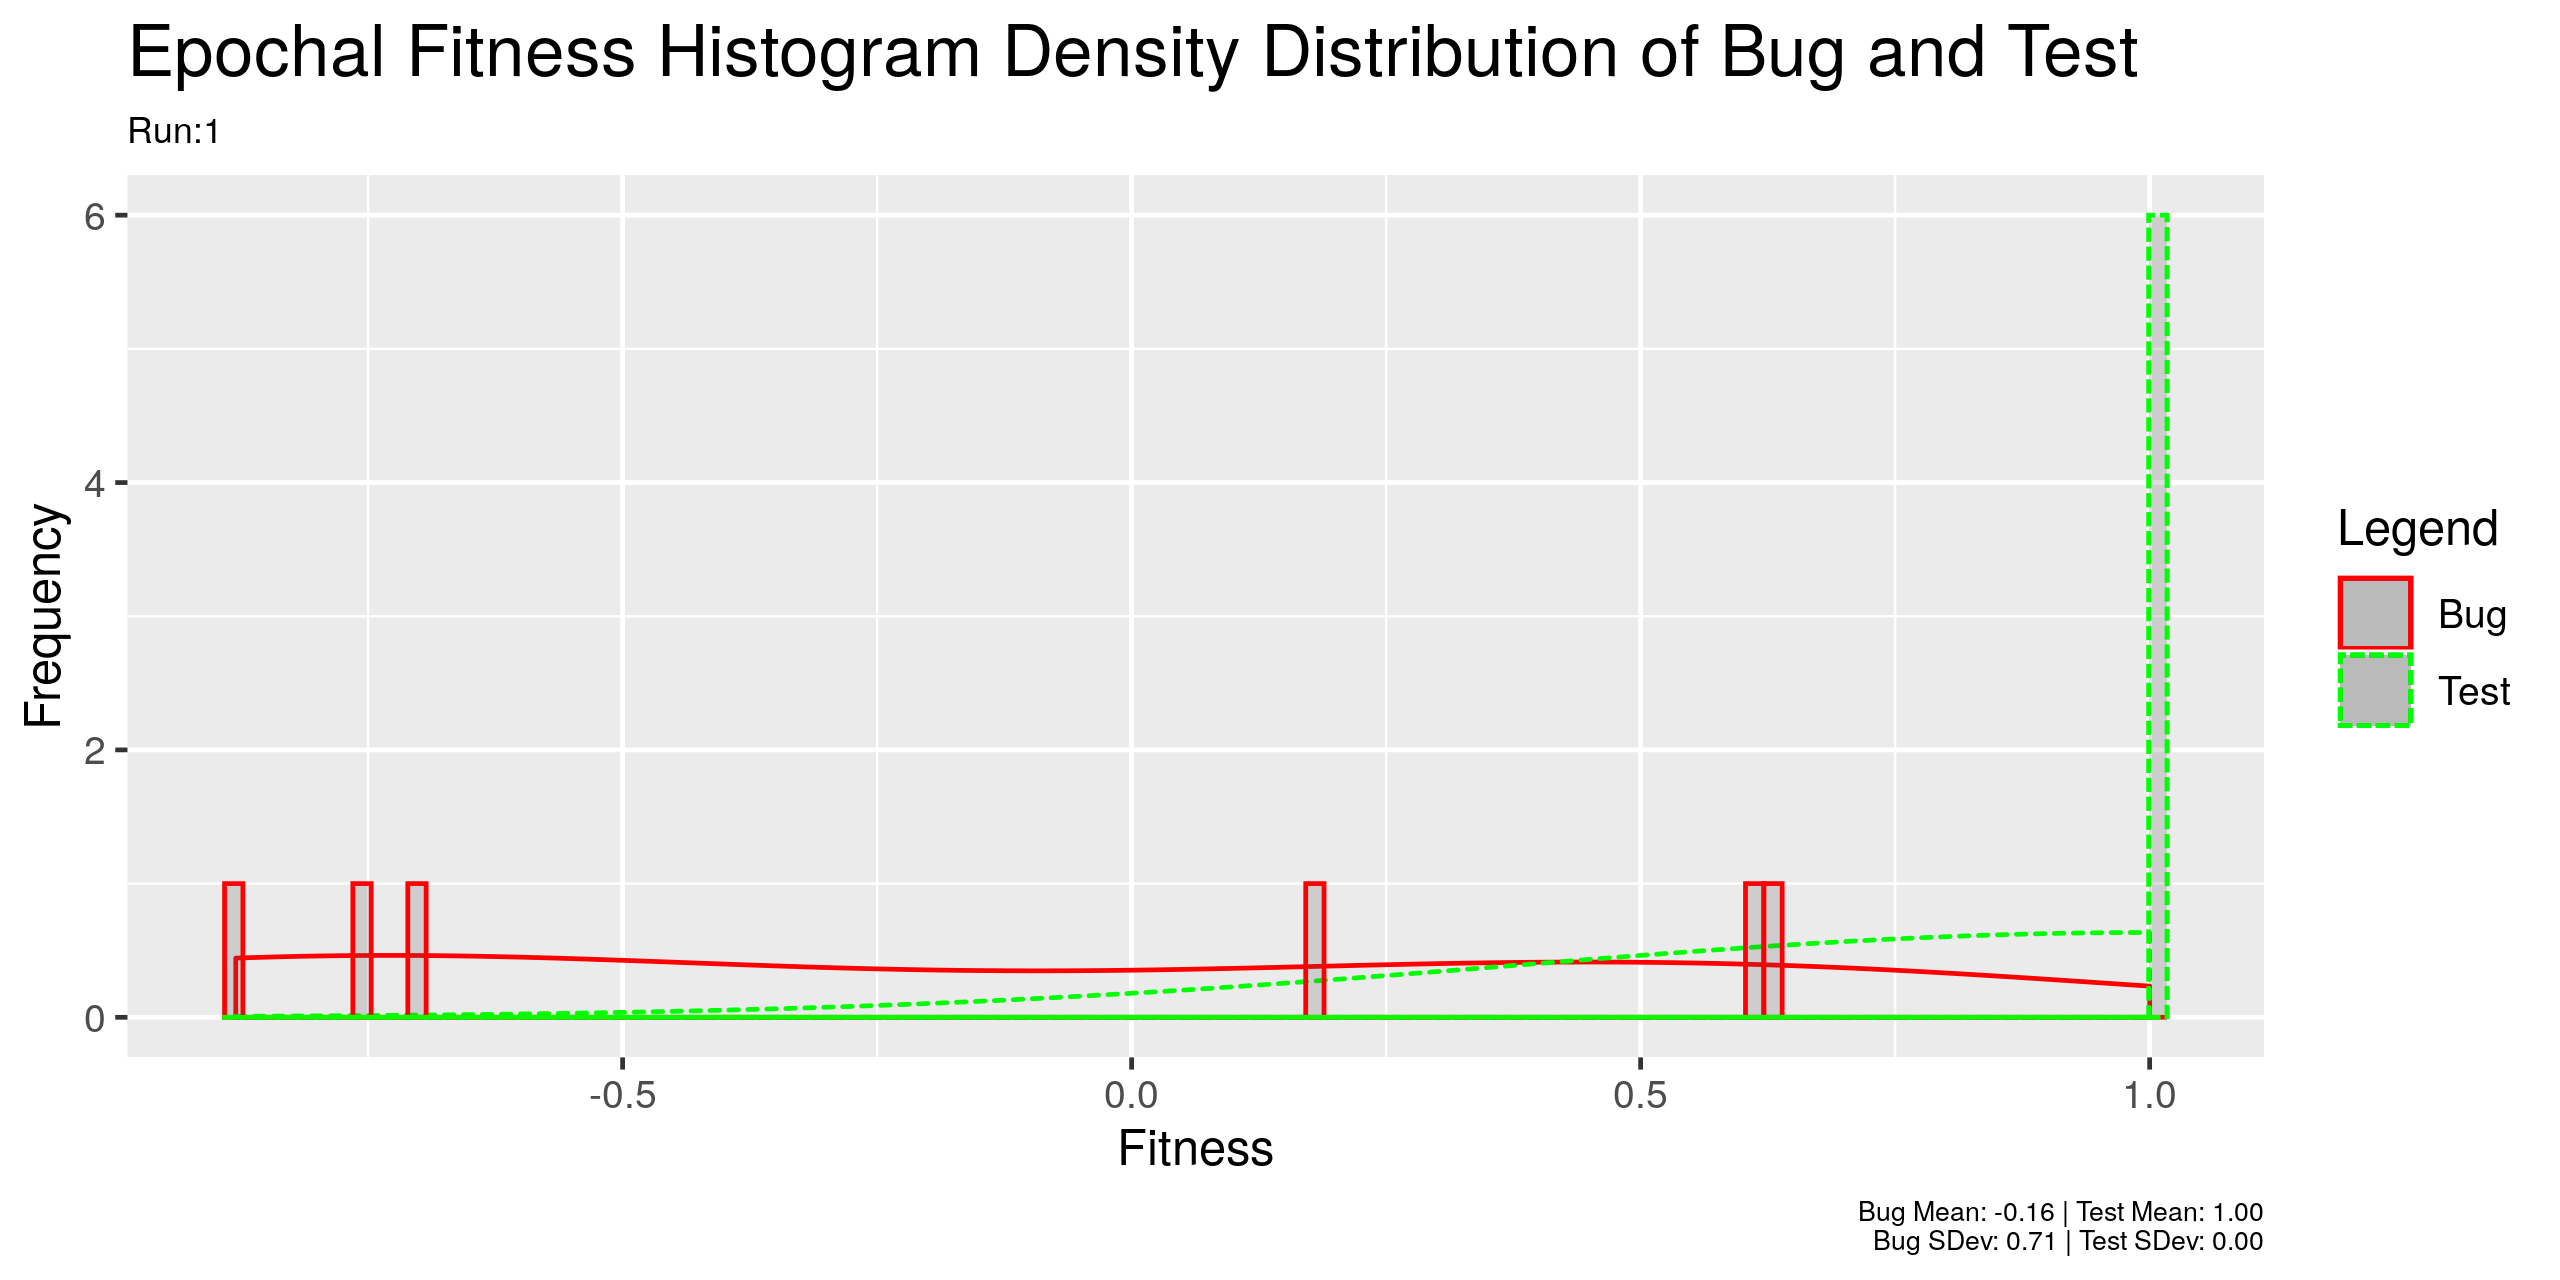 Epochal Fitness Histogram Density Distribution of Bug and Test
Run:1
6
4
2
0
Frequency
-0.5
0.0
0.5
1.0
Fitness
Legend
Bug
Test
Bug Mean: -0.16 | Test Mean: 1.00
Bug SDev: 0.71 | Test SDev: 0.00